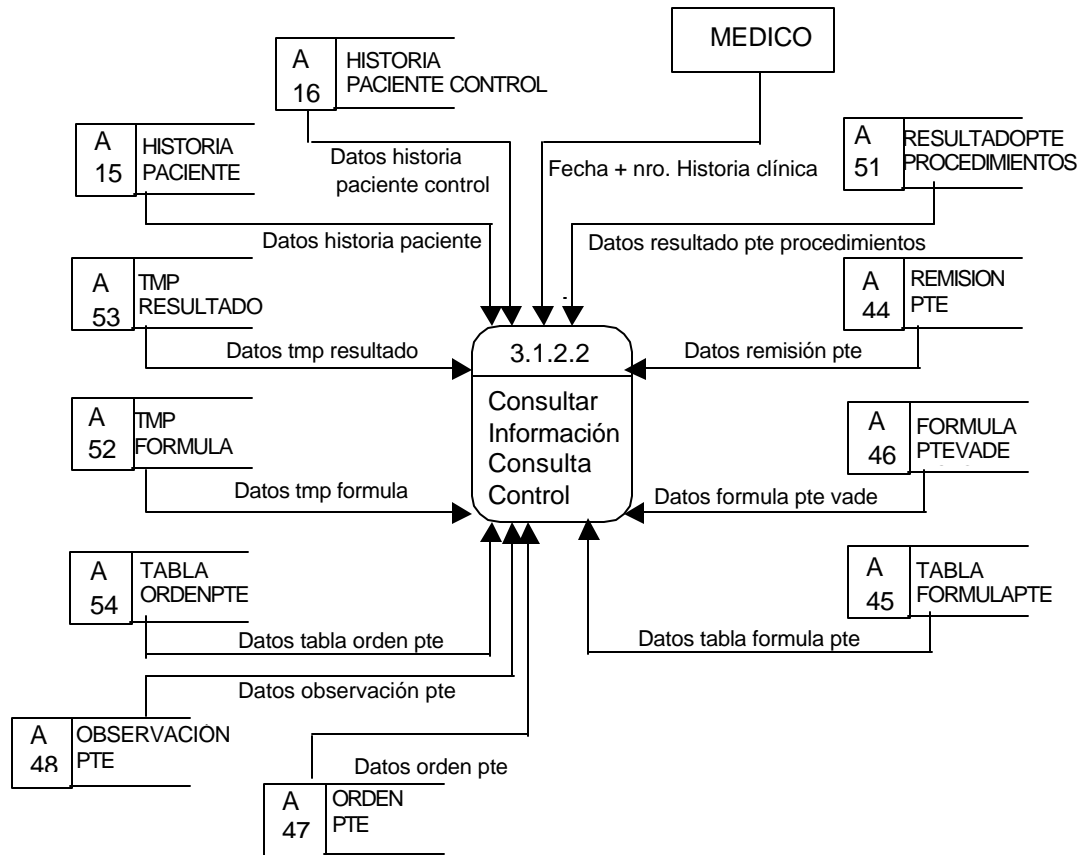 MEDICO
A
16
HISTORIA
PACIENTE CONTROL
A
15
HISTORIA
PACIENTE
A
51
RESULTADOPTE
PROCEDIMIENTOS
Datos historia
paciente control
Fecha + nro. Historia clínica
Datos historia paciente
Datos resultado pte procedimientos
A
53
TMP
RESULTADO
A
44
REMISION
PTE
Datos tmp resultado
3.1.2.2
Datos remisión pte
Consultar
Información
Consulta
Control
A
52
TMP
FORMULA
A
46
FORMULA
PTEVADE
Datos tmp formula
Datos formula pte vade
A
54
TABLA
ORDENPTE
A
45
TABLA
FORMULAPTE
Datos tabla orden pte
Datos tabla formula pte
Datos observación pte
A
48
OBSERVACIÓN
PTE
Datos orden pte
A
47
ORDEN
PTE